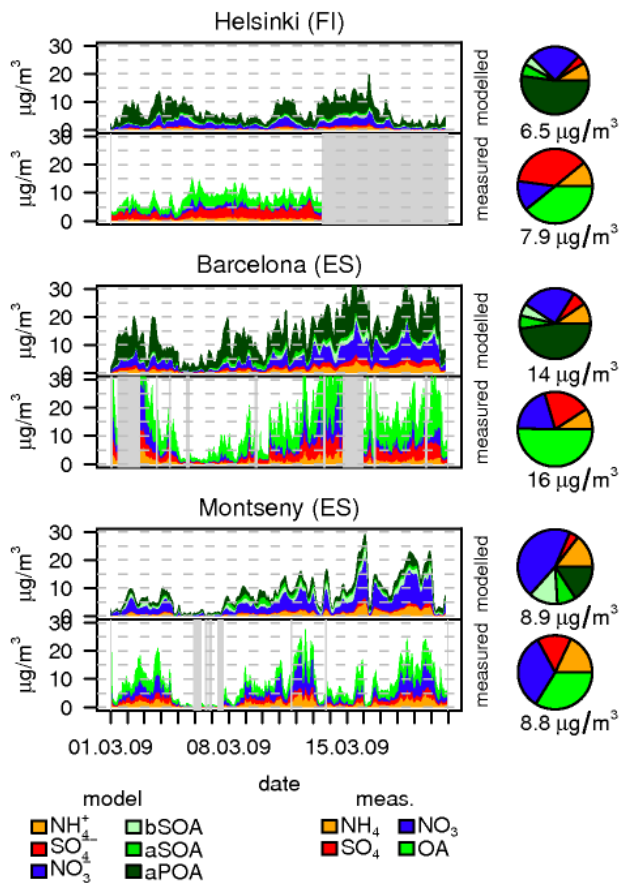 Helsinki (FI)
30
20
10
0
μg/m³
modelled
6.5 μg/m³
30
20
10
0
μg/m³
measured
7.9 μg/m³
Barcelona (ES)
30
20
10
0
μg/m³
modelled
14 μg/m³
30
20
10
0
μg/m³
measured
16 μg/m³
Montseny (ES)
30
20
10
0
μg/m³
modelled
8.9 μg/m³
30
20
10
0
μg/m³
measured
8.8 μg/m³
01.03.09 08.03.09 15.03.09
date
model meas.
NH₄⁺ bSOA NH₄ NO₃
SO₄⁻⁻ aSOA SO₄ OA
NO₃⁻ aPOA